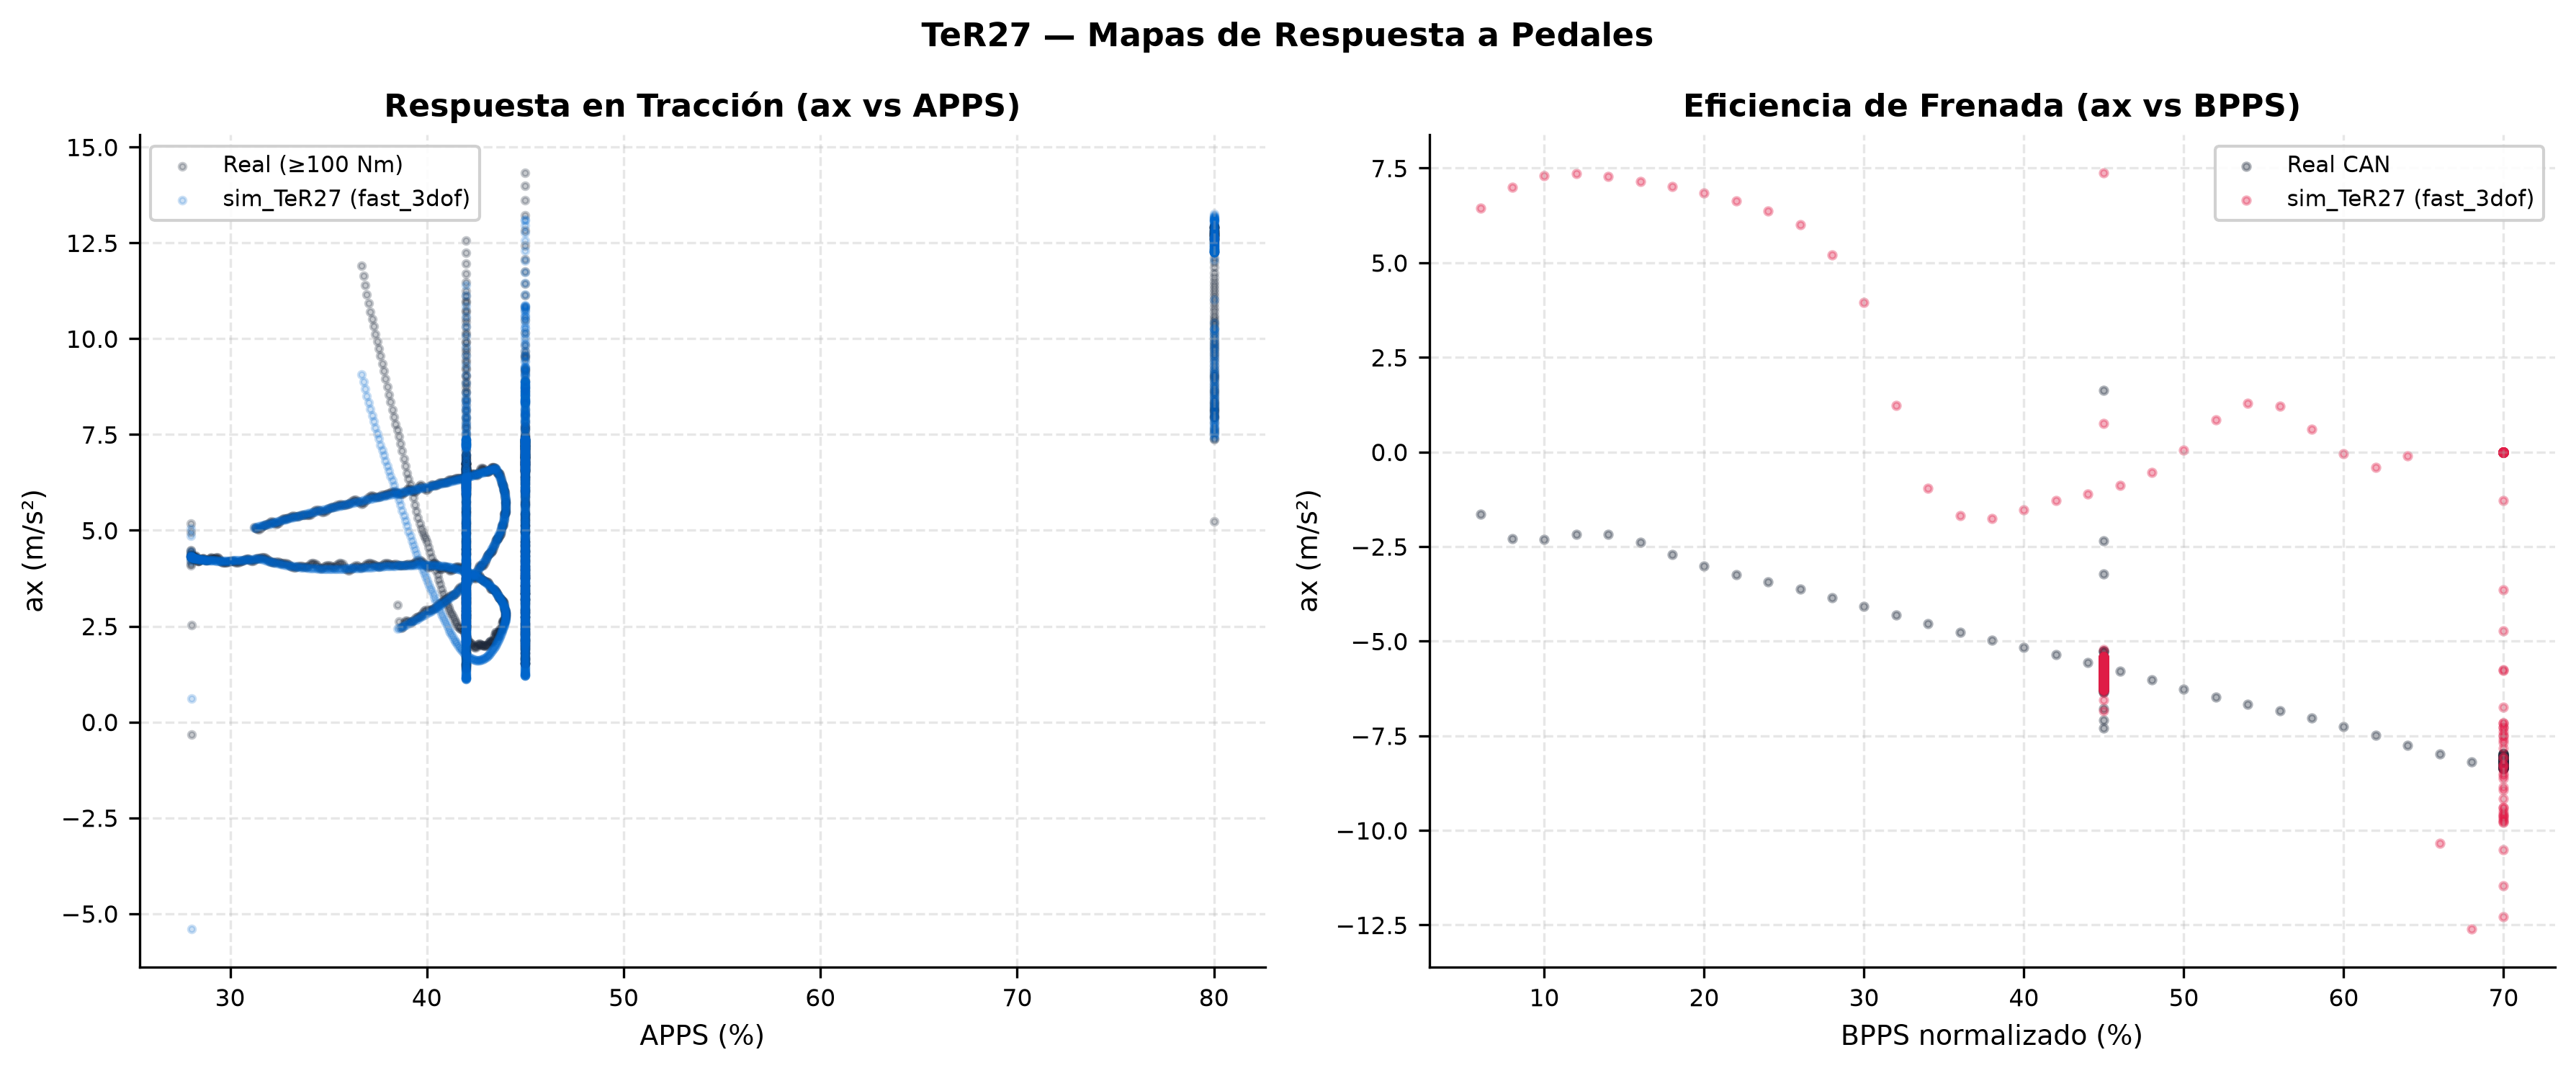 TeR27 — Mapas de Respuesta a Pedales
Respuesta en Tracción (ax vs APPS)
15.0
12.5
10.0
7.5
5.0
2.5
0.0
−2.5
−5.0
ax (m/s²)
Real (≥100 Nm)
sim_TeR27 (fast_3dof)
30 40 50 60 70 80
APPS (%)
Eficiencia de Frenada (ax vs BPPS)
7.5
5.0
2.5
0.0
−2.5
−5.0
−7.5
−10.0
−12.5
ax (m/s²)
Real CAN
sim_TeR27 (fast_3dof)
10 20 30 40 50 60 70
BPPS normalizado (%)